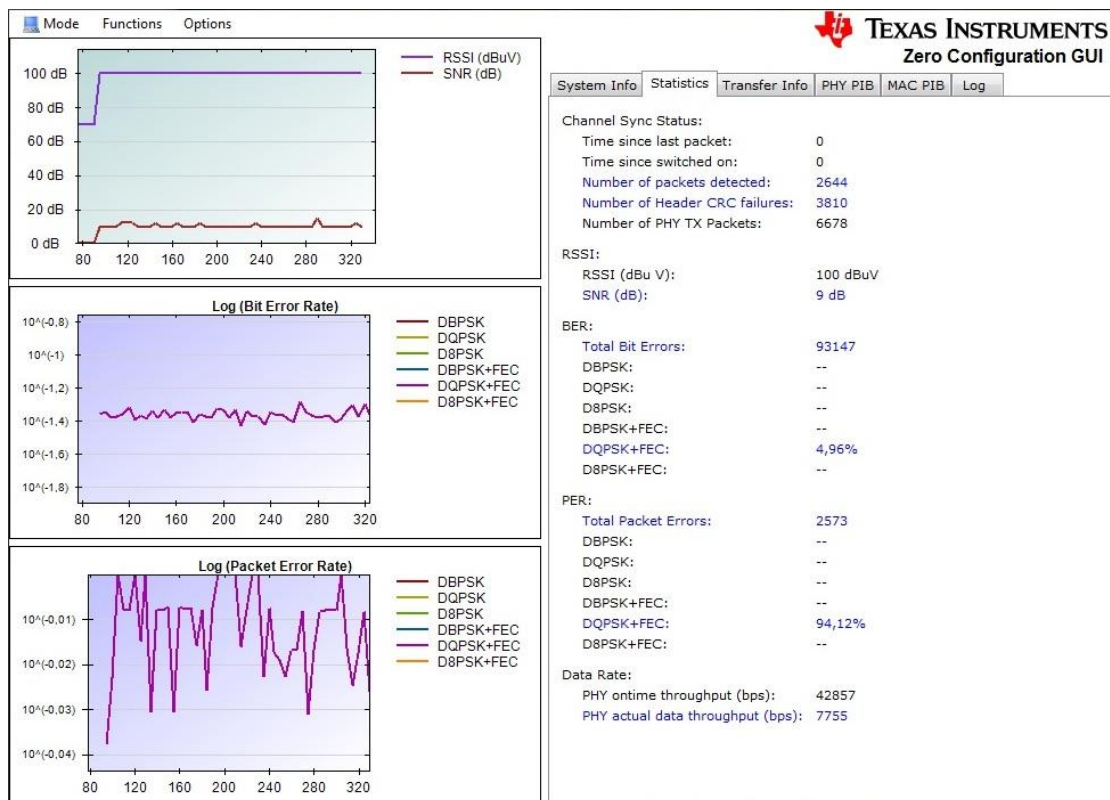 Mode Functions Options
TEXAS INSTRUMENTS
Zero Configuration GUI
RSSI (dBuV)
SNR (dB)
100 dB
80 dB
60 dB
40 dB
20 dB
0 dB
80 120 160 200 240 280 320
Log (Bit Error Rate)
10^(-0,8)
10^(-1)
10^(-1,2)
10^(-1,4)
10^(-1,6)
10^(-1,8)
80 120 160 200 240 280 320
DBPSK
DQPSK
D8PSK
DBPSK+FEC
DQPSK+FEC
D8PSK+FEC
Log (Packet Error Rate)
10^(-0,01)
10^(-0,02)
10^(-0,03)
10^(-0,04)
80 120 160 200 240 280 320
DBPSK
DQPSK
D8PSK
DBPSK+FEC
DQPSK+FEC
D8PSK+FEC
System Info Statistics Transfer Info PHY PIB MAC PIB Log
Channel Sync Status:
Time since last packet: 0
Time since switched on: 0
Number of packets detected: 2644
Number of Header CRC failures: 3810
Number of PHY TX Packets: 6678
RSSI:
RSSI (dBu V): 100 dBuV
SNR (dB): 9 dB
BER:
Total Bit Errors: 93147
DBPSK: --
DQPSK: --
D8PSK: --
DBPSK+FEC: --
DQPSK+FEC: 4,96%
D8PSK+FEC: --
PER:
Total Packet Errors: 2573
DBPSK: --
DQPSK: --
D8PSK: --
DBPSK+FEC: --
DQPSK+FEC: 94,12%
D8PSK+FEC: --
Data Rate:
PHY ontime throughput (bps): 42857
PHY actual data throughput (bps): 7755